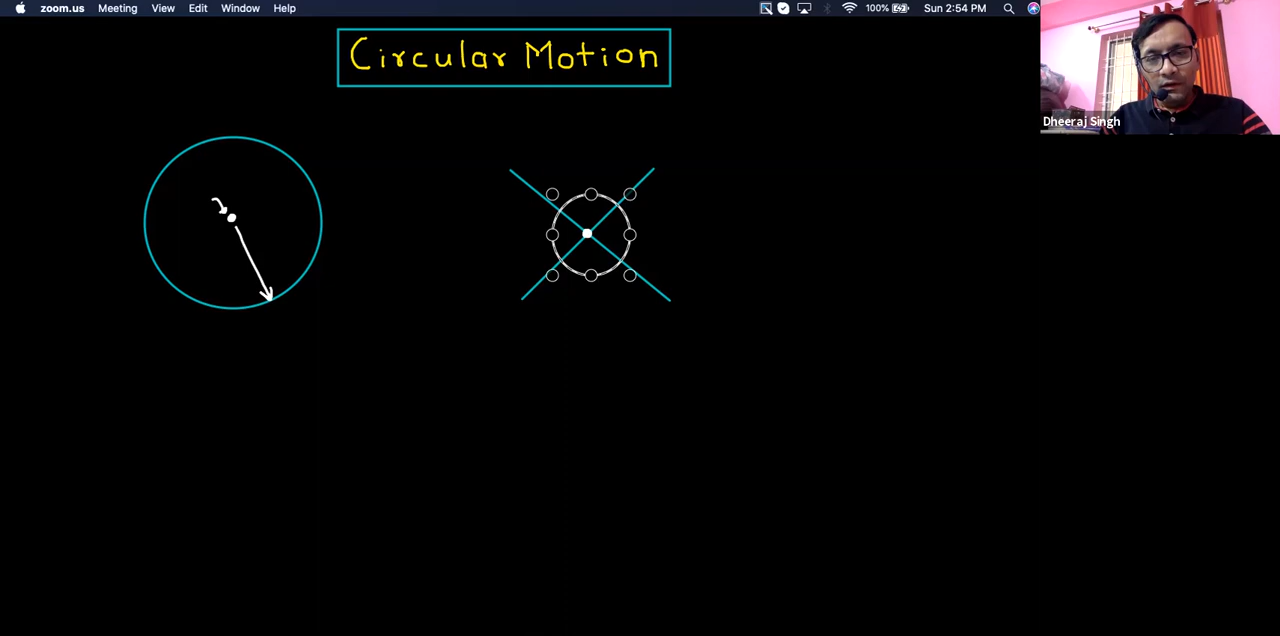 zoom.us Meeting View Edit Window Help 100% Sun 2:54 PM
Circular Motion
Dheeraj Singh